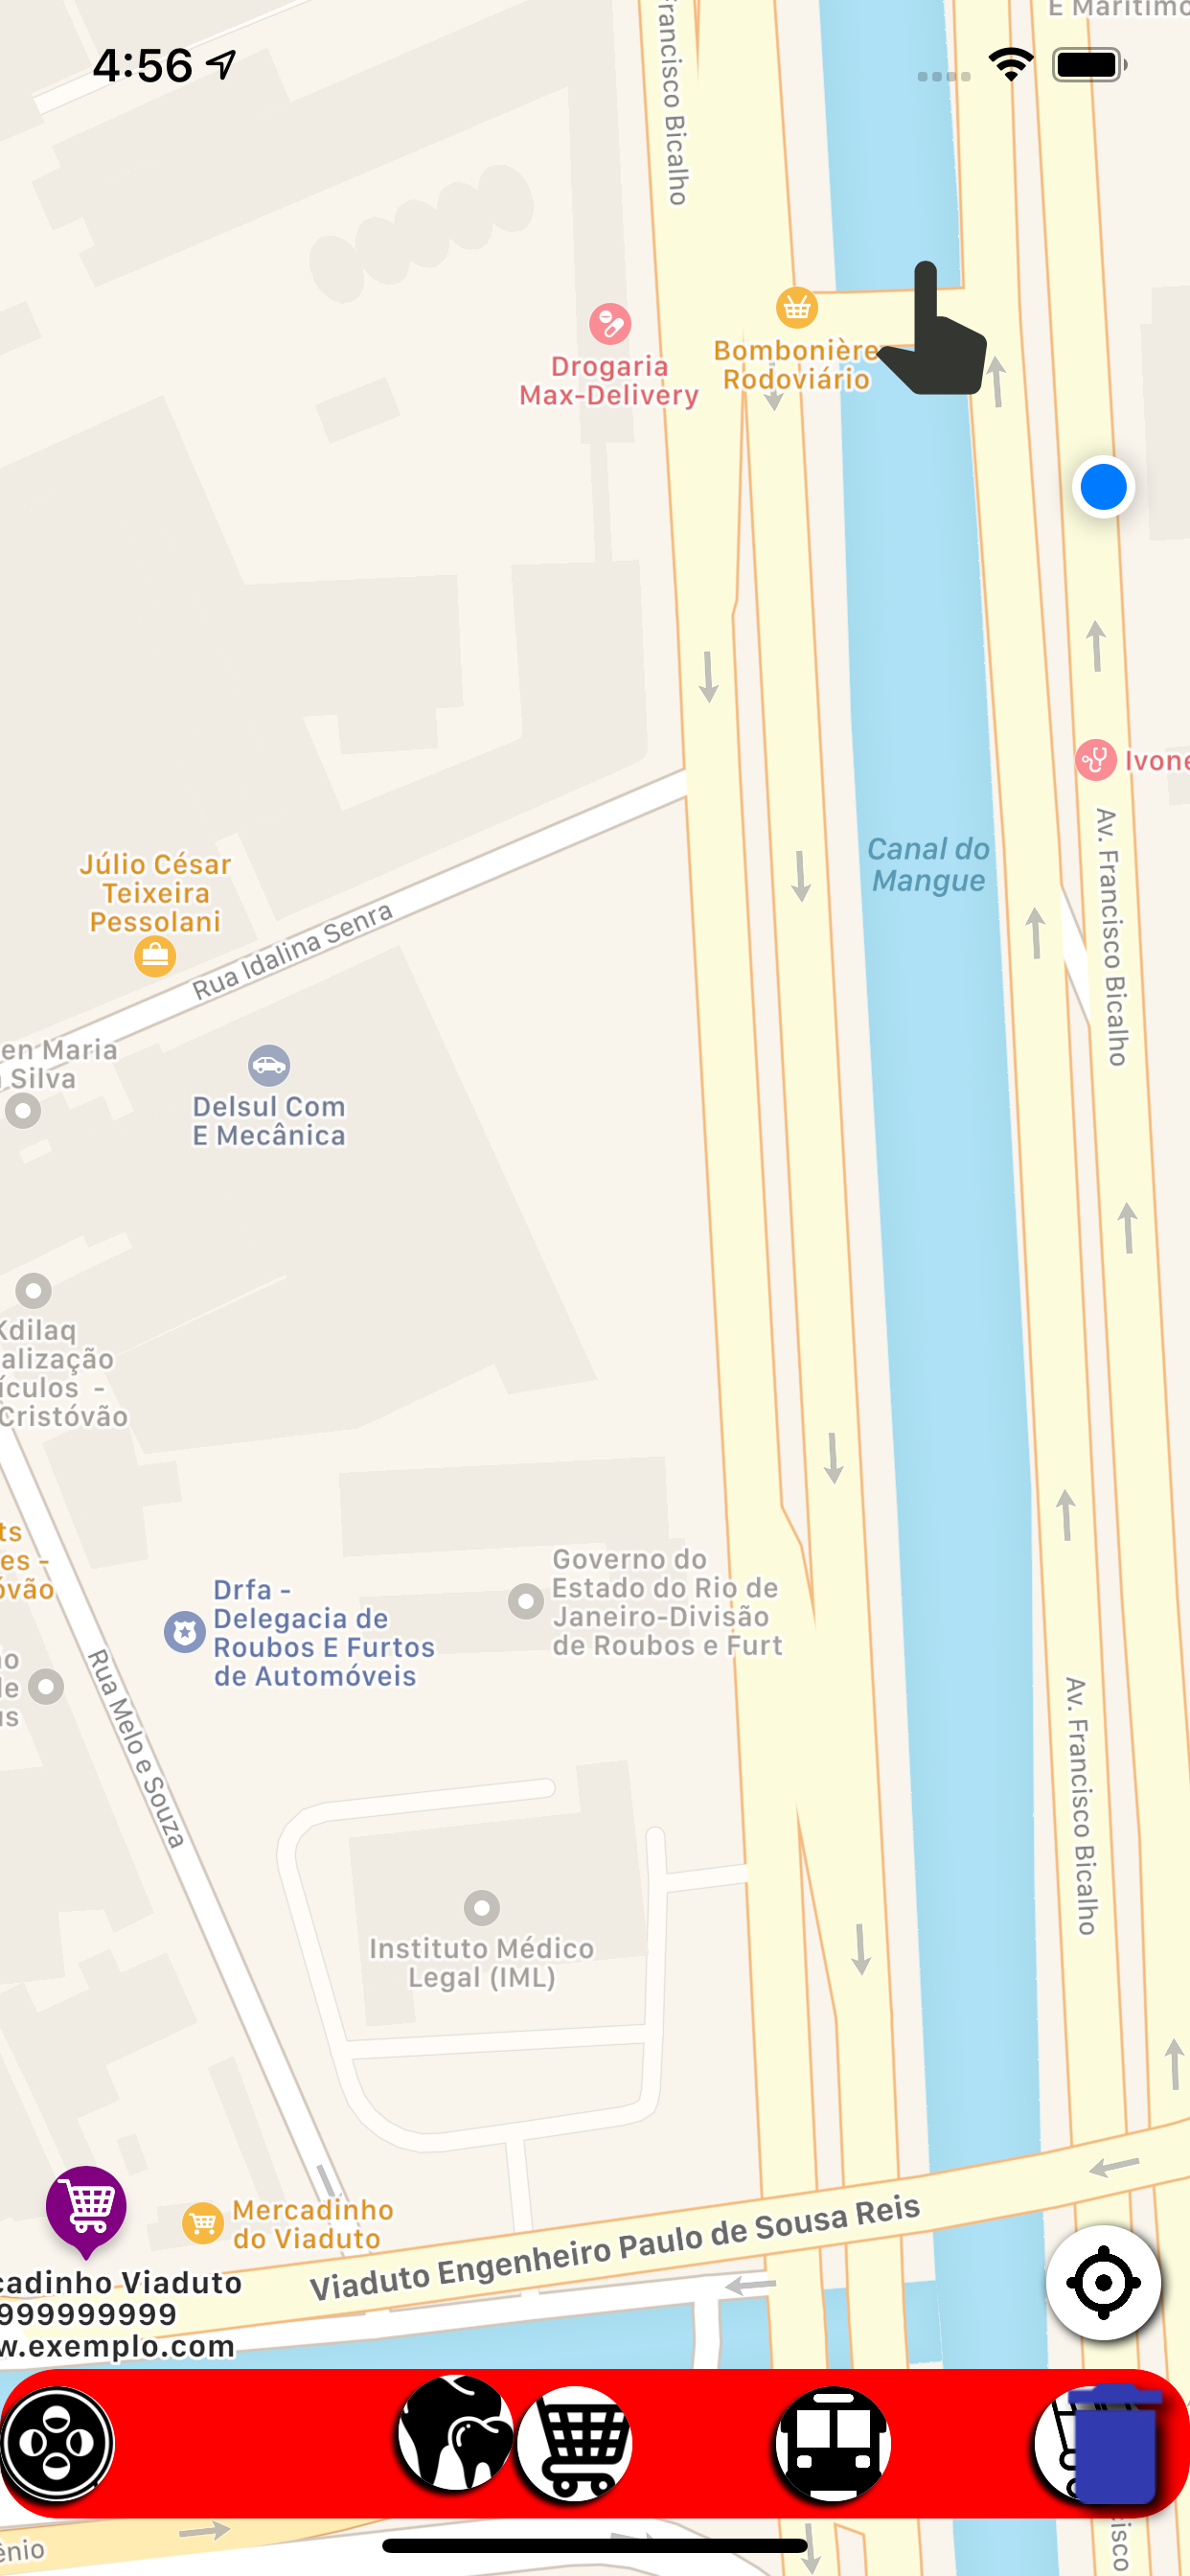 E Marítimo
4:56
Francisco Bicalho
Drogaria
Max-Delivery
Bombonière
Rodoviário
Ivone
Canal do
Mangue
Av. Francisco Bicalho
Júlio César
Teixeira
Pessolani
Rua Idalina Senra
en Maria
Silva
Delsul Com
E Mecânica
Kdilaq
alização
ículos -
Cristóvão
ts
es -
óvão
Drfa -
Delegacia de
Roubos E Furtos
de Automóveis
Governo do
Estado do Rio de
Janeiro-Divisão
de Roubos e Furt
Rua Melo e Souza
Av. Francisco Bicalho
Instituto Médico
Legal (IML)
Mercadinho
do Viaduto
Viaduto Engenheiro Paulo de Sousa Reis
cadinho Viaduto
999999999
w.exemplo.com
ênio
isco